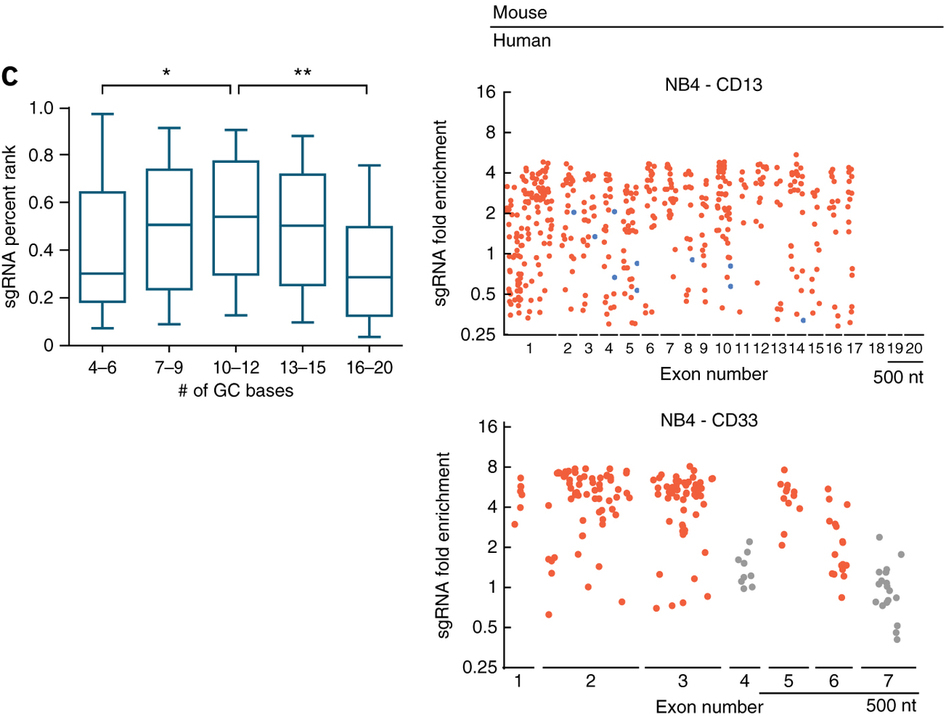 Mouse
Human
C
* **
sgRNA percent rank
1.0
0.8
0.6
0.4
0.2
0
4–6 7–9 10–12 13–15 16–20
# of GC bases
NB4 - CD13
sgRNA fold enrichment
16
8
4
2
1
0.5
0.25
1 2 3 4 5 6 7 8 9 10 11 12 13 14 15 16 17 18 19 20
Exon number
500 nt
NB4 - CD33
sgRNA fold enrichment
16
8
4
2
1
0.5
0.25
1 2 3 4 5 6 7
Exon number
500 nt